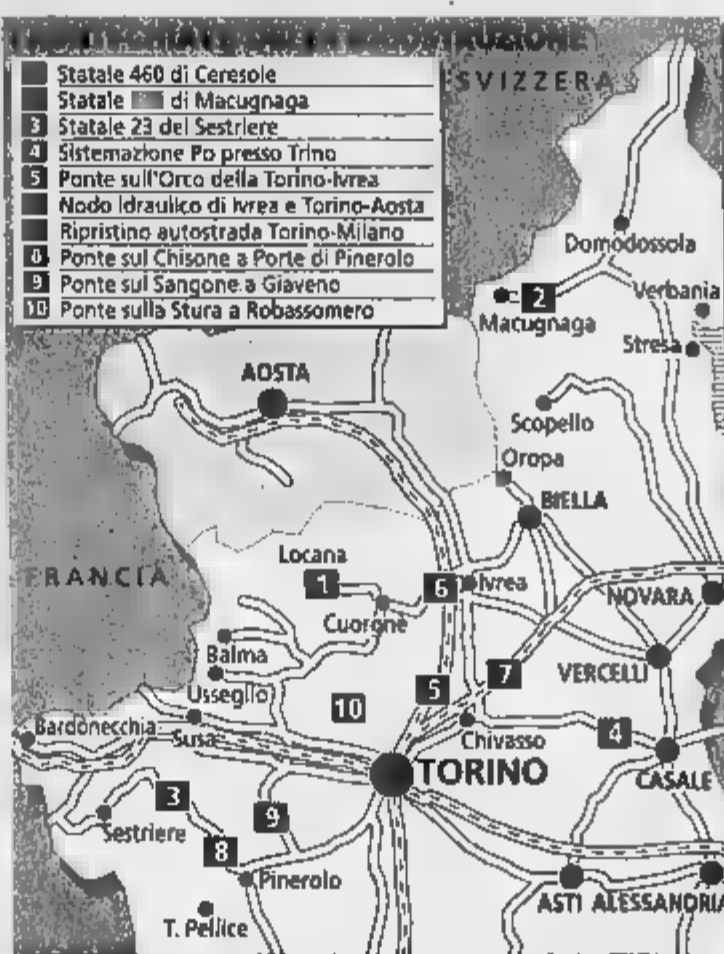 SVIZZERA
Statale 460 di Ceresole
Statale di Macugnaga
3 Statale 23 del Sestriere
4 Sistemazione Po presso Trino
5 Ponte sull'Orco della Torino-Ivrea
Nodo Idraulico di Ivrea e Torino-Aosta
Ripristino autostrada Torino-Milano
8 Ponte sul Chisone a Porte di Pinerolo
9 Ponte sul Sangone a Giaveno
10 Ponte sulla Stura a Robassomero
Domodossola
2
Verbania
Macugnaga
Stresa
AOSTA
Scopello
Oropa
BIELLA
Locana
FRANCIA
1
6
Ivrea
NOVARA
Cuorgne
Balma
VERCELLI
7
Usseglio
5
10
Bardonecchia
Susa
Chivasso
4
TORINO
CASALE
3
9
Sestriere
8
Pinerolo
ASTI
ALESSANDRIA
T. Pellice